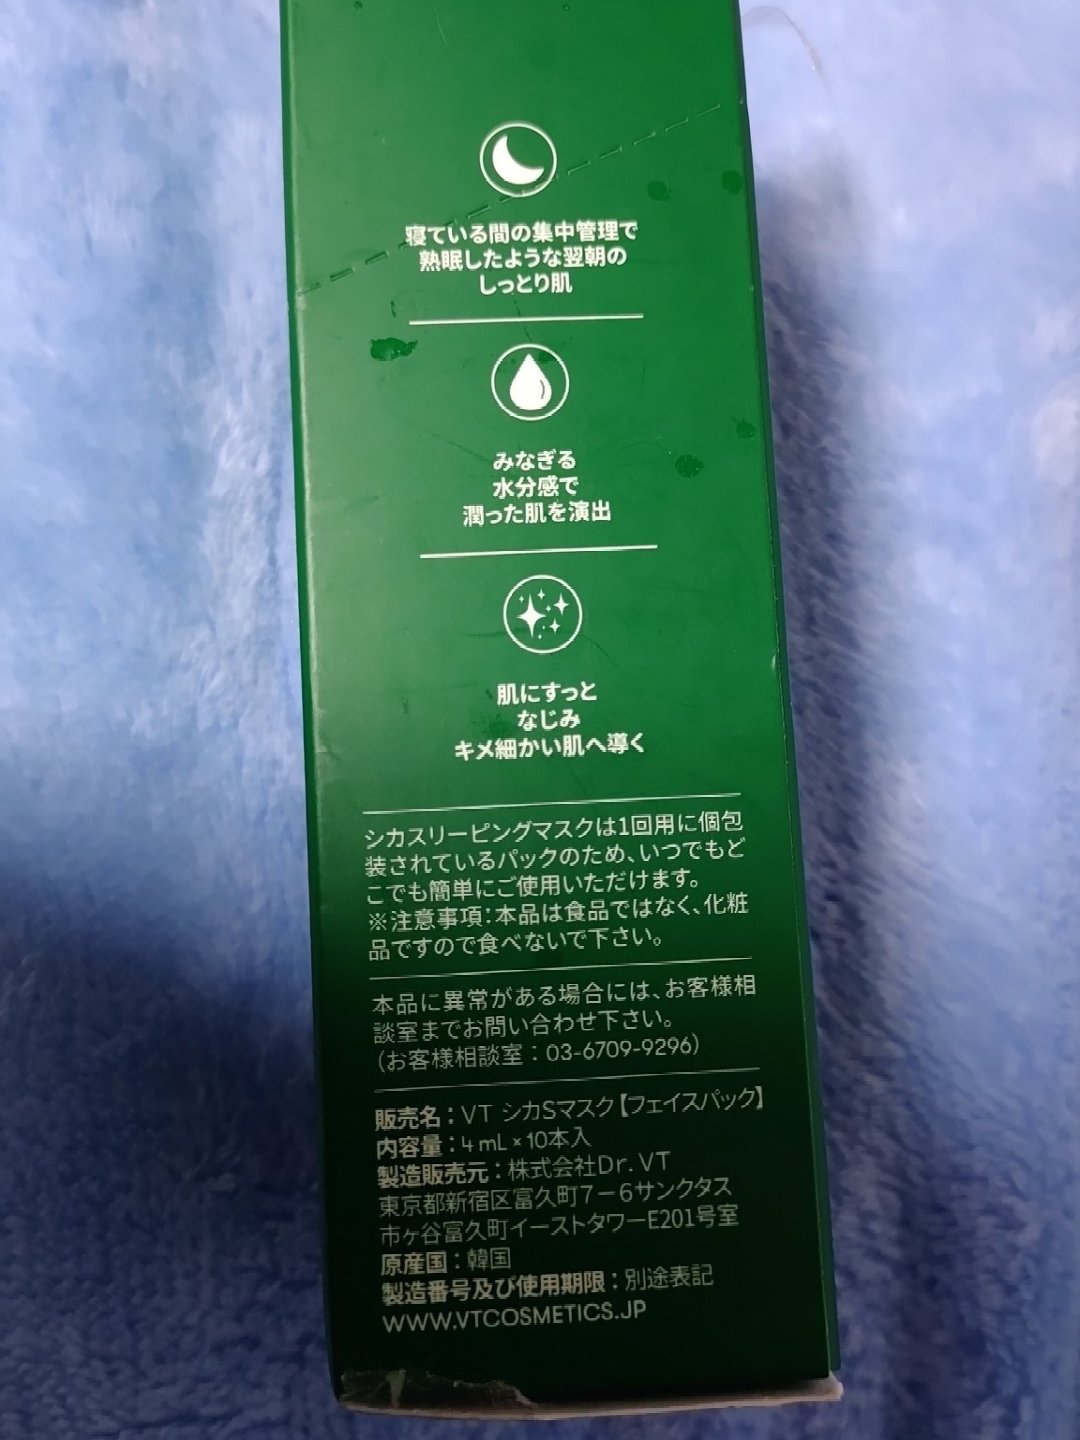 寝ている間の集中管理で
熟眠したような翌朝の
しっとり肌
みなぎる
水分感で
潤った肌を演出
肌にすっと
なじみ
キメ細かい肌へ導く
シカスリーピングマスクは1回用に個包
装されているパックのため、いつでもど
こでも簡単にご使用いただけます。
※注意事項：本品は食品ではなく、化粧
品ですので食べないで下さい。
本品に異常がある場合には、お客様相
談室までお問い合わせ下さい。
（お客様相談室：03-6709-9296）
販売名：VT シカSマスク【フェイスパック】
内容量：4 mL×10本入
製造販売元：株式会社Dr. VT
東京都新宿区富久町7－6サンクタス
市ヶ谷富久町イーストタワーE201号室
原産国：韓国
製造番号及び使用期限：別途表記
WWW.VTCOSMETICS.JP